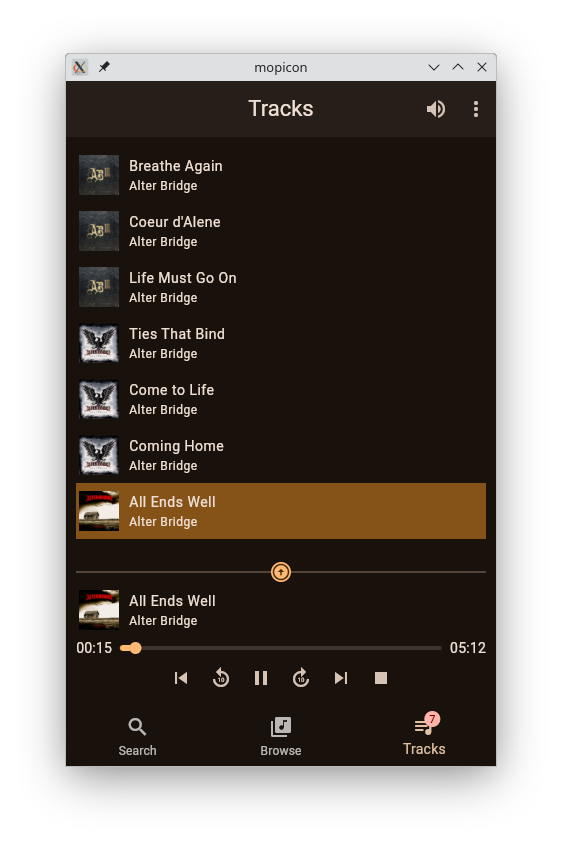 mopicon
Tracks
Breathe Again
Alter Bridge
Coeur d'Alene
Alter Bridge
Life Must Go On
Alter Bridge
Ties That Bind
Alter Bridge
Come to Life
Alter Bridge
Coming Home
Alter Bridge
All Ends Well
Alter Bridge
All Ends Well
Alter Bridge
00:15
05:12
10
10
7
Search
Browse
Tracks